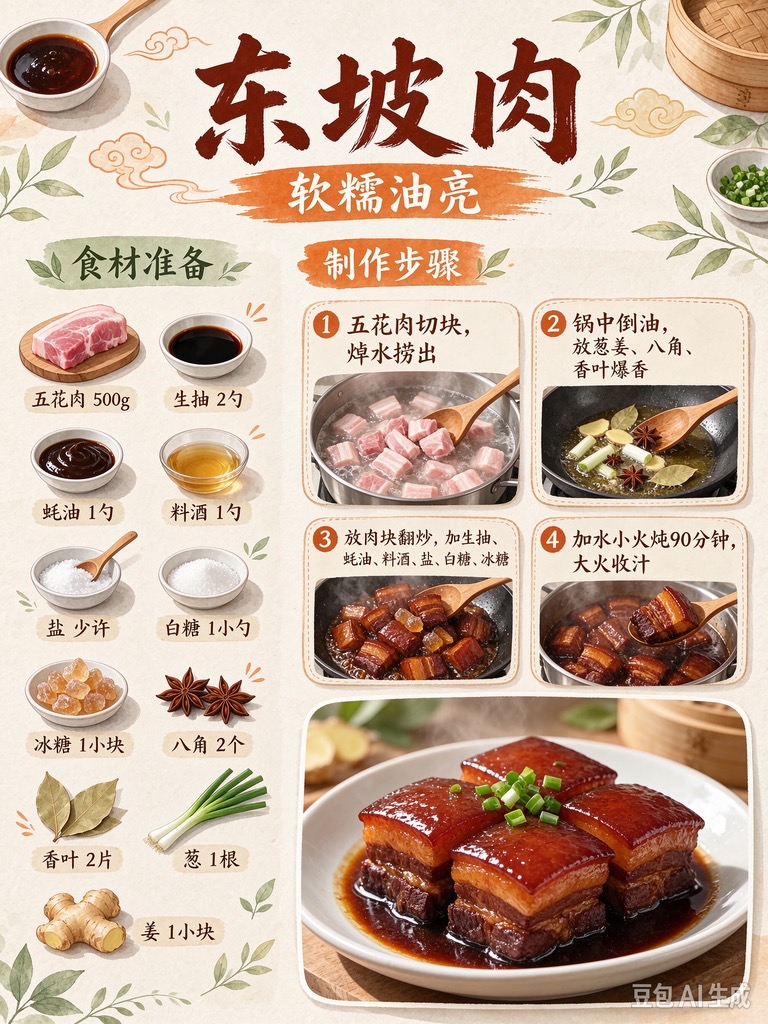 东坡肉
软糯油亮
食材准备
五花肉 500g
生抽 2勺
蚝油 1勺
料酒 1勺
盐 少许
白糖 1小勺
冰糖 1小块
八角 2个
香叶 2片
葱 1根
姜 1小块
制作步骤
1 五花肉切块，
焯水捞出
2 锅中倒油，
放葱姜、八角、
香叶爆香
3 放肉块翻炒，加生抽、
蚝油、料酒、盐、白糖、冰糖
4 加水小火炖90分钟，
大火收汁
豆包AI生成